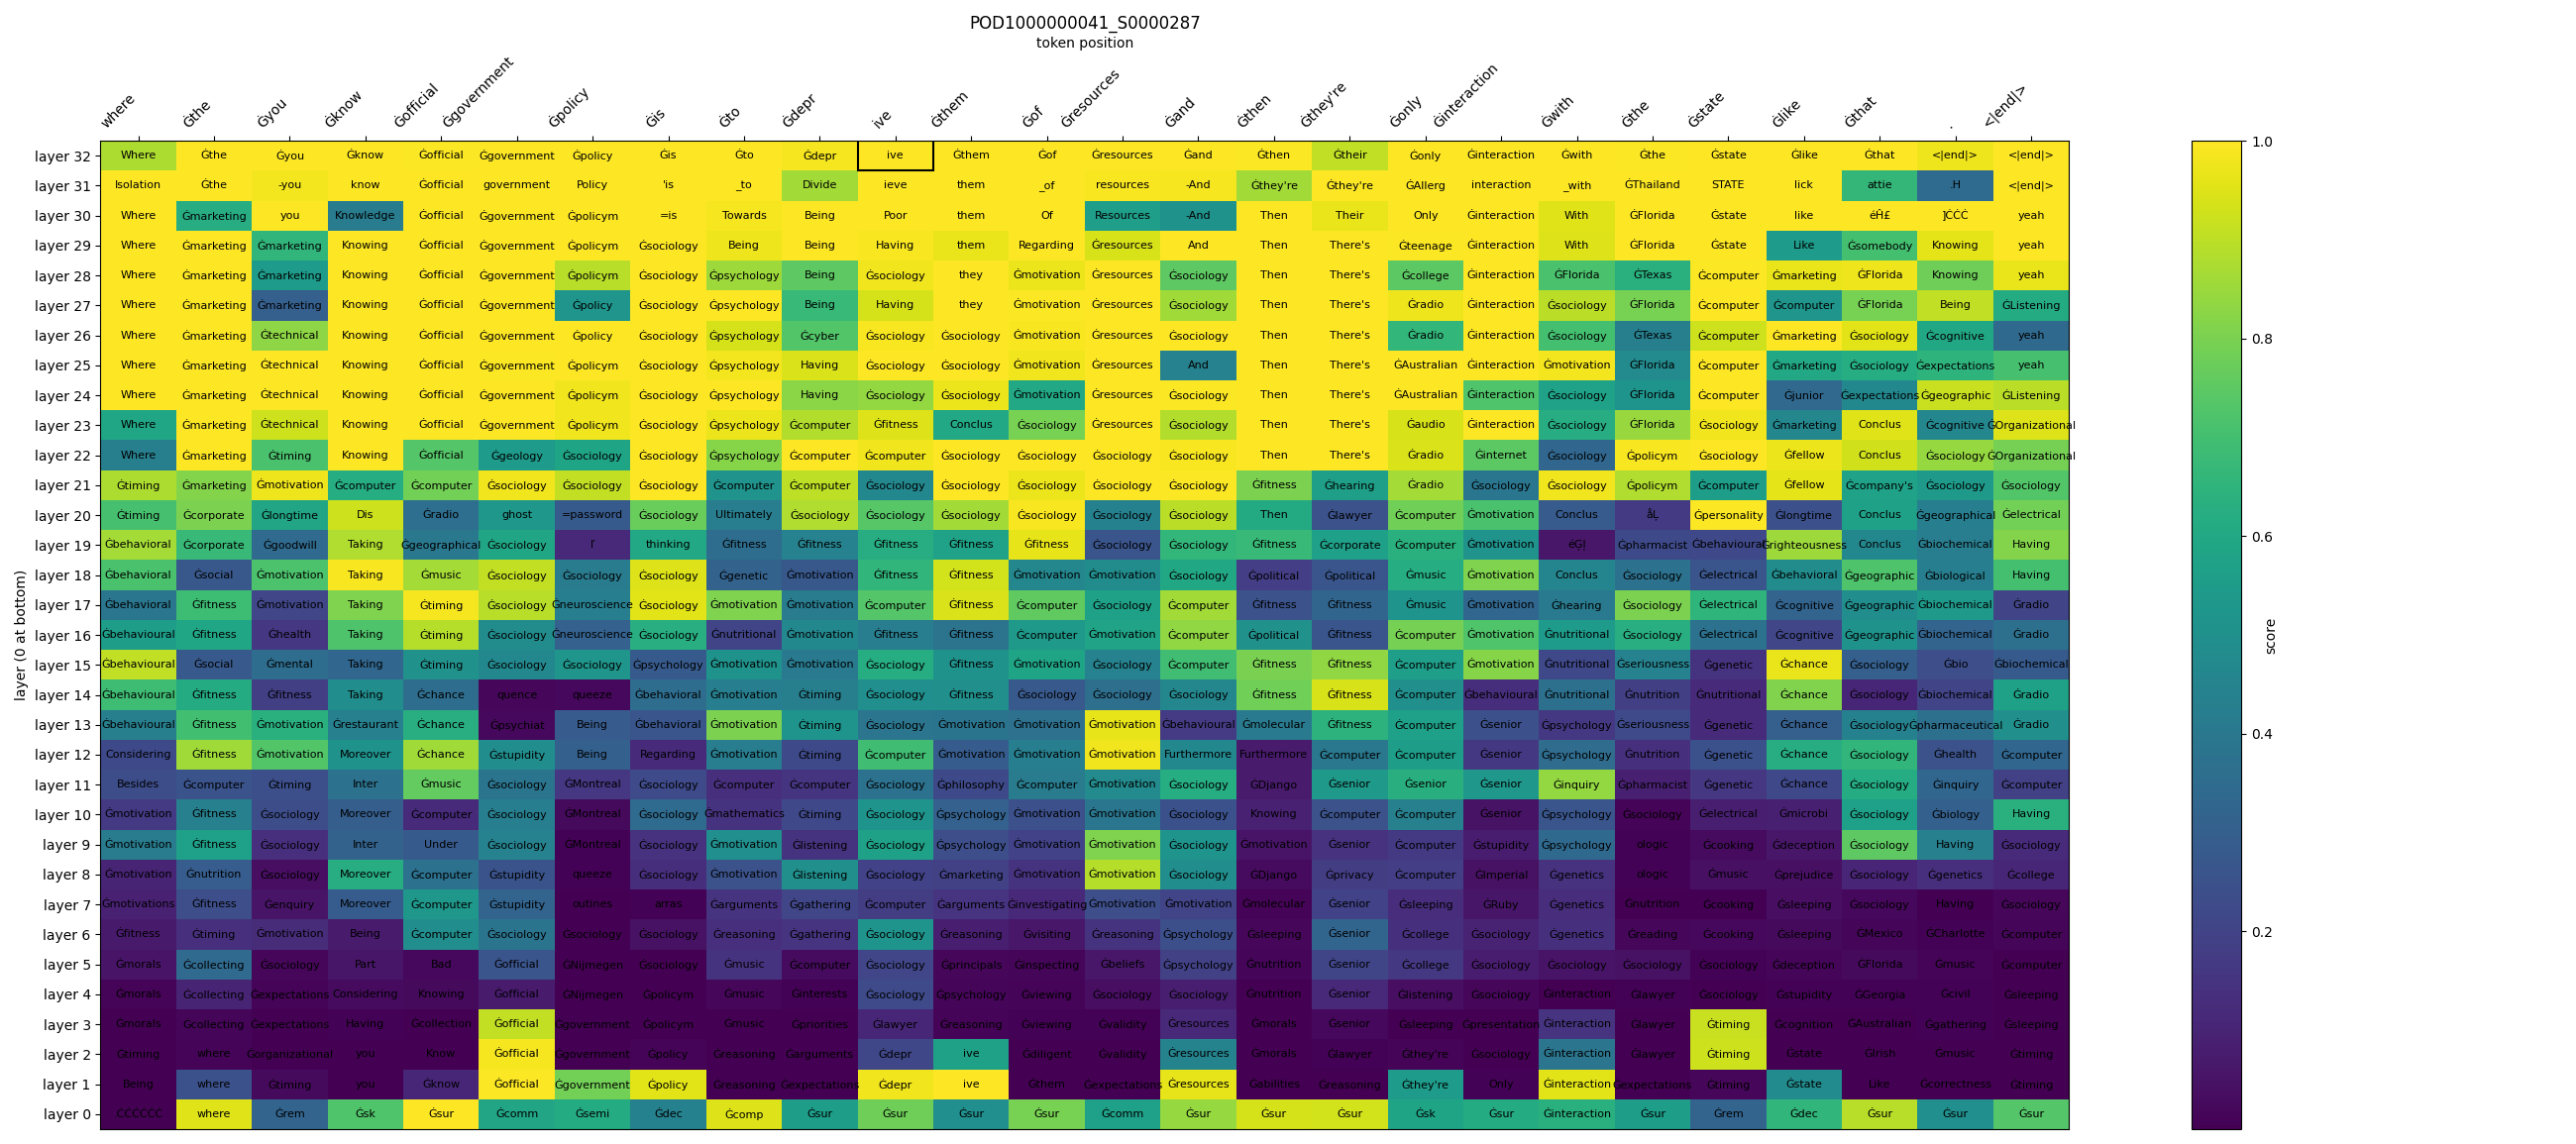 POD1000000041_S0000287
token position
where Ġthe Ġyou Ġknow Ġofficial Ġgovernment Ġpolicy Ġis Ġto Ġdepr ive Ġthem Ġof Ġresources Ġand Ġthen Ġthey're Ġonly Ġinteraction Ġwith Ġthe Ġstate Ġlike Ġthat . <|end|>
layer 32 Where Ġthe Ġyou Ġknow Ġofficial Ġgovernment Ġpolicy Ġis Ġto Ġdepr ive Ġthem Ġof Ġresources Ġand Ġthen Ġtheir Ġonly Ġinteraction Ġwith Ġthe Ġstate Ġlike Ġthat <|end|> <|end|>
layer 31 Isolation Ġthe -you know Ġofficial government Policy 'is _to Divide ieve them _of resources -And Ġthey're Ġthey're ĠAllerg interaction _with ĠThailand STATE lick attie .H <|end|>
layer 30 Where Ġmarketing you Knowledge Ġofficial Ġgovernment Ġpolicym =is Towards Being Poor them Of Resources -And Then Their Only Ġinteraction With ĠFlorida Ġstate like éĤ£ ]ĊĊĊ yeah
layer 29 Where Ġmarketing Ġmarketing Knowing Ġofficial Ġgovernment Ġpolicym Ġsociology Being Being Having them Regarding Ġresources And Then There's Ġteenage Ġinteraction With ĠFlorida Ġstate Like Ġsomebody Knowing yeah
layer 28 Where Ġmarketing Ġmarketing Knowing Ġofficial Ġgovernment Ġpolicym Ġsociology Ġpsychology Being Ġsociology they Ġmotivation Ġresources Ġsociology Then There's Ġcollege Ġinteraction ĠFlorida ĠTexas Ġcomputer Ġmarketing ĠFlorida Knowing yeah
layer 27 Where Ġmarketing Ġmarketing Knowing Ġofficial Ġgovernment Ġpolicy Ġsociology Ġpsychology Being Having they Ġmotivation Ġresources Ġsociology Then There's Ġradio Ġinteraction Ġsociology ĠFlorida Ġcomputer Ġcomputer ĠFlorida Being ĠListening
layer 26 Where Ġmarketing Ġtechnical Knowing Ġofficial Ġgovernment Ġpolicy Ġsociology Ġpsychology Ġcyber Ġsociology Ġsociology Ġmotivation Ġresources Ġsociology Then There's Ġradio Ġinteraction Ġsociology ĠTexas Ġcomputer Ġmarketing Ġsociology Ġcognitive yeah
layer 25 Where Ġmarketing Ġtechnical Knowing Ġofficial Ġgovernment Ġpolicym Ġsociology Ġpsychology Having Ġsociology Ġsociology Ġmotivation Ġresources And Then There's ĠAustralian Ġinteraction Ġmotivation ĠFlorida Ġcomputer Ġmarketing Ġsociology Ġexpectations yeah
layer 24 Where Ġmarketing Ġtechnical Knowing Ġofficial Ġgovernment Ġpolicym Ġsociology Ġpsychology Having Ġsociology Ġsociology Ġmotivation Ġresources Ġsociology Then There's ĠAustralian Ġinteraction Ġsociology ĠFlorida Ġcomputer Ġjunior Ġexpectations Ġgeographic ĠListening
layer 23 Where Ġmarketing Ġtechnical Knowing Ġofficial Ġgovernment Ġpolicym Ġsociology Ġpsychology Ġcomputer Ġfitness Conclus Ġsociology Ġresources Ġsociology Then There's Ġaudio Ġinteraction Ġsociology ĠFlorida Ġsociology Ġmarketing Conclus Ġcognitive ĠOrganizational
layer 22 Where Ġmarketing Ġtiming Knowing Ġofficial Ġgeology Ġsociology Ġsociology Ġpsychology Ġcomputer Ġcomputer Ġsociology Ġsociology Ġsociology Ġsociology Then There's Ġradio Ġinternet Ġsociology Ġpolicym Ġsociology Ġfellow Conclus Ġsociology ĠOrganizational
layer 21 Ġtiming Ġmarketing Ġmotivation Ġcomputer Ġcomputer Ġsociology Ġsociology Ġsociology Ġcomputer Ġcomputer Ġsociology Ġsociology Ġsociology Ġsociology Ġsociology Ġfitness Ġhearing Ġradio Ġsociology Ġsociology Ġpolicym Ġcomputer Ġfellow Ġcompany's Ġsociology Ġsociology
layer 20 Ġtiming Ġcorporate Ġlongtime Dis Ġradio ghost =password Ġsociology Ultimately Ġsociology Ġsociology Ġsociology Ġsociology Ġsociology Ġsociology Then Ġlawyer Ġcomputer Ġmotivation Conclus åĻ Ġpersonality Ġlongtime Conclus Ġgeographical Ġelectrical
layer 19 Ġbehavioral Ġcorporate Ġgoodwill Taking Ġgeographical Ġsociology thinking Ġfitness Ġfitness Ġfitness Ġfitness Ġfitness Ġsociology Ġsociology Ġfitness Ġcorporate Ġcomputer Ġmotivation Ġpharmacist Ġbehavioural Ġrighteousness Conclus Ġbiochemical Having
layer 18 Ġbehavioral Ġsocial Ġmotivation Taking Ġmusic Ġsociology Ġsociology Ġsociology Ġgenetic Ġmotivation Ġfitness Ġfitness Ġmotivation Ġmotivation Ġsociology Ġpolitical Ġpolitical Ġmusic Ġmotivation Conclus Ġsociology Ġelectrical Ġbehavioral Ġgeographic Ġbiological Having
layer 17 Ġbehavioral Ġfitness Ġmotivation Taking Ġtiming Ġsociology Ġneuroscience Ġsociology Ġmotivation Ġmotivation Ġcomputer Ġfitness Ġcomputer Ġsociology Ġcomputer Ġfitness Ġfitness Ġmusic Ġmotivation Ġhearing Ġsociology Ġelectrical Ġcognitive Ġgeographic Ġbiochemical Ġradio
layer 16 Ġbehavioural Ġfitness Ġhealth Taking Ġtiming Ġsociology Ġneuroscience Ġsociology Ġnutritional Ġmotivation Ġfitness Ġfitness Ġcomputer Ġmotivation Ġcomputer Ġpolitical Ġfitness Ġcomputer Ġmotivation Ġnutritional Ġsociology Ġelectrical Ġcognitive Ġgeographic Ġbiochemical Ġradio
layer 15 Ġbehavioural Ġsocial Ġmental Taking Ġtiming Ġsociology Ġsociology Ġpsychology Ġmotivation Ġmotivation Ġsociology Ġfitness Ġmotivation Ġsociology Ġcomputer Ġfitness Ġfitness Ġcomputer Ġmotivation Ġnutritional Ġseriousness Ġgenetic Ġchance Ġsociology Ġbio Ġbiochemical
layer 14 Ġbehavioural Ġfitness Ġfitness Taking Ġchance quence queeze Ġbehavioral Ġmotivation Ġtiming Ġsociology Ġfitness Ġsociology Ġsociology Ġsociology Ġfitness Ġfitness Ġcomputer Ġbehavioural Ġnutritional Ġnutrition Ġnutritional Ġchance Ġsociology Ġbiochemical Ġradio
layer 13 Ġbehavioural Ġfitness Ġmotivation Ġrestaurant Ġchance Ġpsychiat Being Ġbehavioral Ġmotivation Ġtiming Ġsociology Ġmotivation Ġmotivation Ġmotivation Ġbehavioural Ġmolecular Ġfitness Ġcomputer Ġsenior Ġpsychology Ġseriousness Ġgenetic Ġchance Ġsociology Ġpharmaceutical Ġradio
layer 12 Considering Ġfitness Ġmotivation Moreover Ġchance Ġstupidity Being Regarding Ġmotivation Ġtiming Ġcomputer Ġmotivation Ġmotivation Ġmotivation Furthermore Furthermore Ġcomputer Ġcomputer Ġsenior Ġpsychology Ġnutrition Ġgenetic Ġchance Ġsociology Ġhealth Ġcomputer
layer 11 Besides Ġcomputer Ġtiming Inter Ġmusic Ġsociology ĠMontreal Ġsociology Ġcomputer Ġcomputer Ġsociology Ġphilosophy Ġcomputer Ġmotivation Ġsociology ĠDjango Ġsenior Ġsenior Ġsenior Ġinquiry Ġpharmacist Ġgenetic Ġchance Ġsociology Ġinquiry Ġcomputer
layer 10 Ġmotivation Ġfitness Ġsociology Moreover Ġcomputer Ġsociology ĠMontreal Ġsociology Ġmathematics Ġtiming Ġsociology Ġpsychology Ġmotivation Ġmotivation Ġsociology Knowing Ġcomputer Ġcomputer Ġsenior Ġpsychology Ġsociology Ġelectrical Ġmicrobi Ġsociology Ġbiology Having
layer 9 Ġmotivation Ġfitness Ġsociology Inter Under Ġsociology ĠMontreal Ġsociology Ġmotivation Ġlistening Ġsociology Ġpsychology Ġmotivation Ġmotivation Ġsociology Ġmotivation Ġsenior Ġcomputer Ġstupidity Ġpsychology ologic Ġcooking Ġdeception Ġsociology Having Ġsociology
layer 8 Ġmotivation Ġnutrition Ġsociology Moreover Ġcomputer Ġstupidity queeze Ġsociology Ġmotivation Ġlistening Ġsociology Ġmarketing Ġmotivation Ġmotivation Ġsociology ĠDjango Ġprivacy Ġcomputer ĠImperial Ġgenetics ologic Ġmusic Ġprejudice Ġsociology Ġgenetics Ġcollege
layer 7 Ġmotivations Ġfitness Ġenquiry Moreover Ġcomputer Ġstupidity outines arras Ġarguments Ġgathering Ġcomputer Ġarguments Ġinvestigating Ġmotivation Ġmotivation Ġmolecular Ġsenior Ġsleeping ĠRuby Ġgenetics Ġnutrition Ġcooking Ġsleeping Ġsociology Having Ġsociology
layer 6 Ġfitness Ġtiming Ġmotivation Being Ġcomputer Ġsociology Ġsociology Ġsociology Ġreasoning Ġgathering Ġsociology Ġreasoning Ġvisiting Ġreasoning Ġpsychology Ġsleeping Ġsenior Ġcollege Ġsociology Ġgenetics Ġreading Ġcooking Ġsleeping ĠMexico ĠCharlotte Ġcomputer
layer 5 Ġmorals Ġcollecting Ġsociology Part Bad Ġofficial ĠNijmegen Ġsociology Ġmusic Ġcomputer Ġsociology Ġprincipals Ġinspecting Ġbeliefs Ġpsychology Ġnutrition Ġsenior Ġcollege Ġsociology Ġsociology Ġsociology Ġsociology Ġdeception ĠFlorida Ġmusic Ġcomputer
layer 4 Ġmorals Ġcollecting Ġexpectations Considering Knowing Ġofficial ĠNijmegen Ġpolicym Ġmusic Ġinterests Ġsociology Ġpsychology Ġviewing Ġsociology Ġsociology Ġnutrition Ġsenior Ġlistening Ġsociology Ġinteraction Ġlawyer Ġsociology Ġstupidity ĠGeorgia Ġcivil Ġsleeping
layer 3 Ġmorals Ġcollecting Ġexpectations Having Ġcollection Ġofficial Ġgovernment Ġpolicym Ġmusic Ġpriorities Ġlawyer Ġreasoning Ġviewing Ġvalidity Ġresources Ġmorals Ġsenior Ġsleeping Ġpresentation Ġinteraction Ġlawyer Ġtiming Ġcognition ĠAustralian Ġgathering Ġsleeping
layer 2 Ġtiming where Ġorganizational you Know Ġofficial Ġgovernment Ġpolicy Ġreasoning Ġarguments Ġdepr ive Ġdiligent Ġvalidity Ġresources Ġmorals Ġlawyer Ġthey're Ġsociology Ġinteraction Ġlawyer Ġtiming Ġstate ĠIrish Ġmusic Ġtiming
layer 1 Being where Ġtiming you Ġknow Ġofficial Ġgovernment Ġpolicy Ġreasoning Ġexpectations Ġdepr ive Ġthem Ġexpectations Ġresources Ġabilities Ġreasoning Ġthey're Only Ġinteraction Ġexpectations Ġtiming Ġstate Like Ġcorrectness Ġtiming
layer 0 ĊĊĊĊĊĊ where Ġrem Ġsk Ġsur Ġcomm Ġsemi Ġdec Ġcomp Ġsur Ġsur Ġsur Ġsur Ġcomm Ġsur Ġsur Ġsur Ġsk Ġsur Ġinteraction Ġsur Ġrem Ġdec Ġsur Ġsur Ġsur
layer (0 at bottom)
1.0
0.8
0.6
0.4
0.2
score